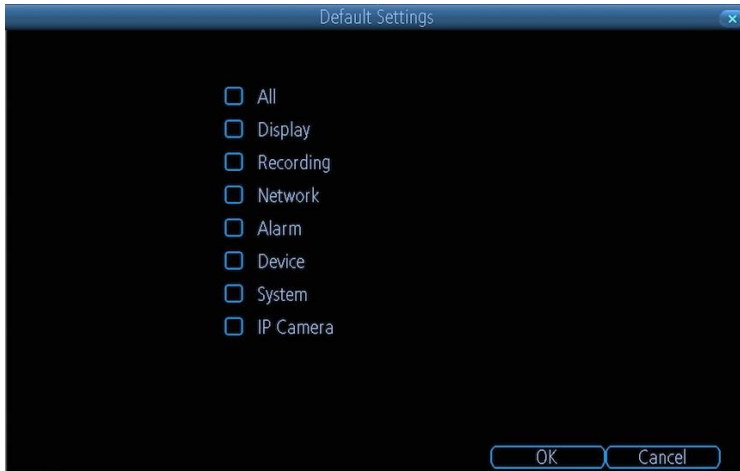 Default Settings
All
Display
Recording
Network
Alarm
Device
System
IP Camera
OK Cancel